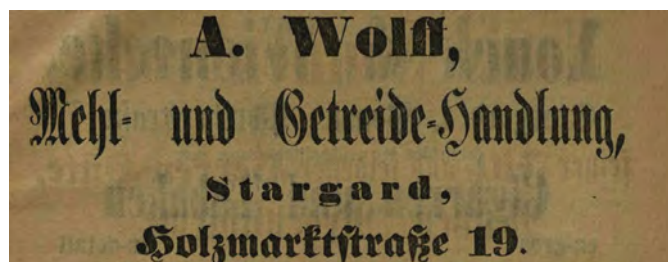 A. Wolff,
Mehl- und Getreide-Handlung,
Stargard,
Holzmarktstraße 19.